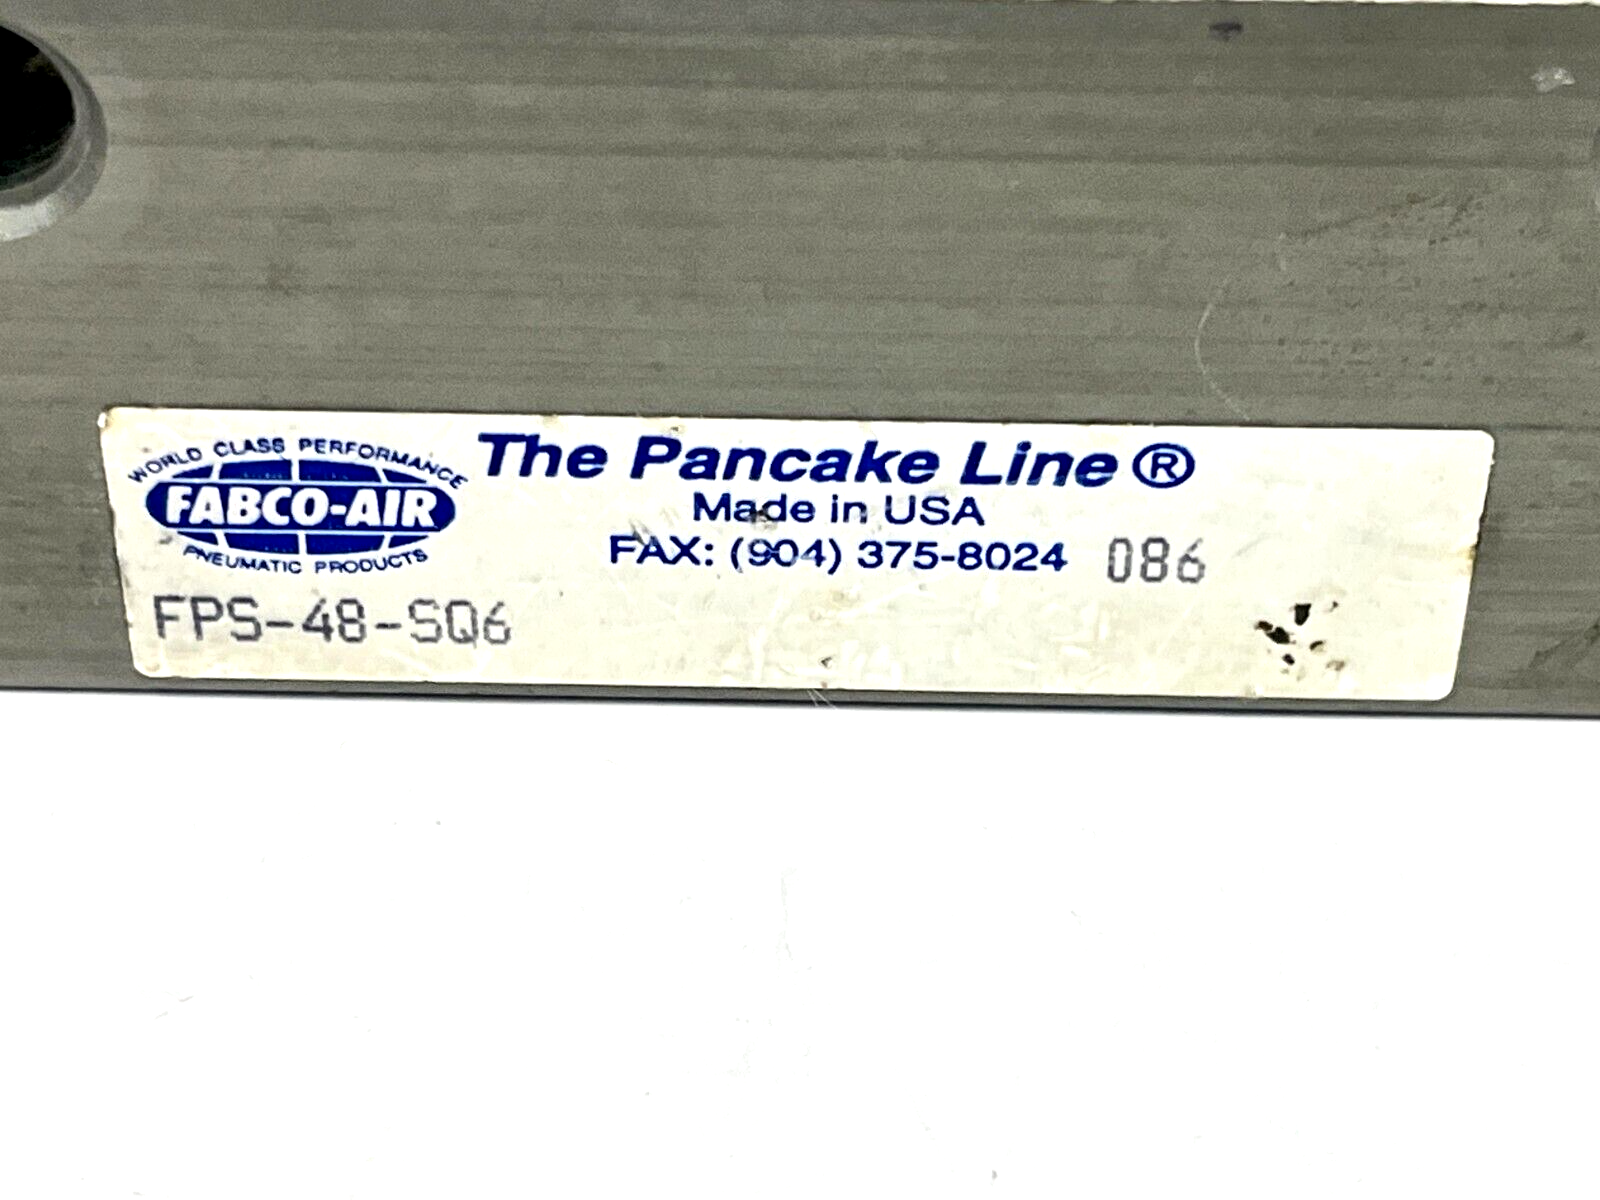 WORLD CLASS PERFORMANCE
FABCO-AIR
PNEUMATIC PRODUCTS
The Pancake Line®
Made in USA
FAX: (904) 375-8024 086
FPS-48-SQ6